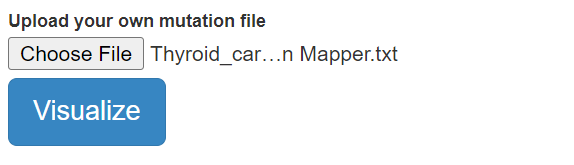 Upload your own mutation file
Choose File Thyroid_car…n Mapper.txt
Visualize